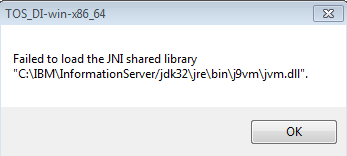 TOS_DI-win-x86_64
Failed to load the JNI shared library
"C:\IBM\InformationServer/jdk32\jre\bin\j9vm\jvm.dll".
OK